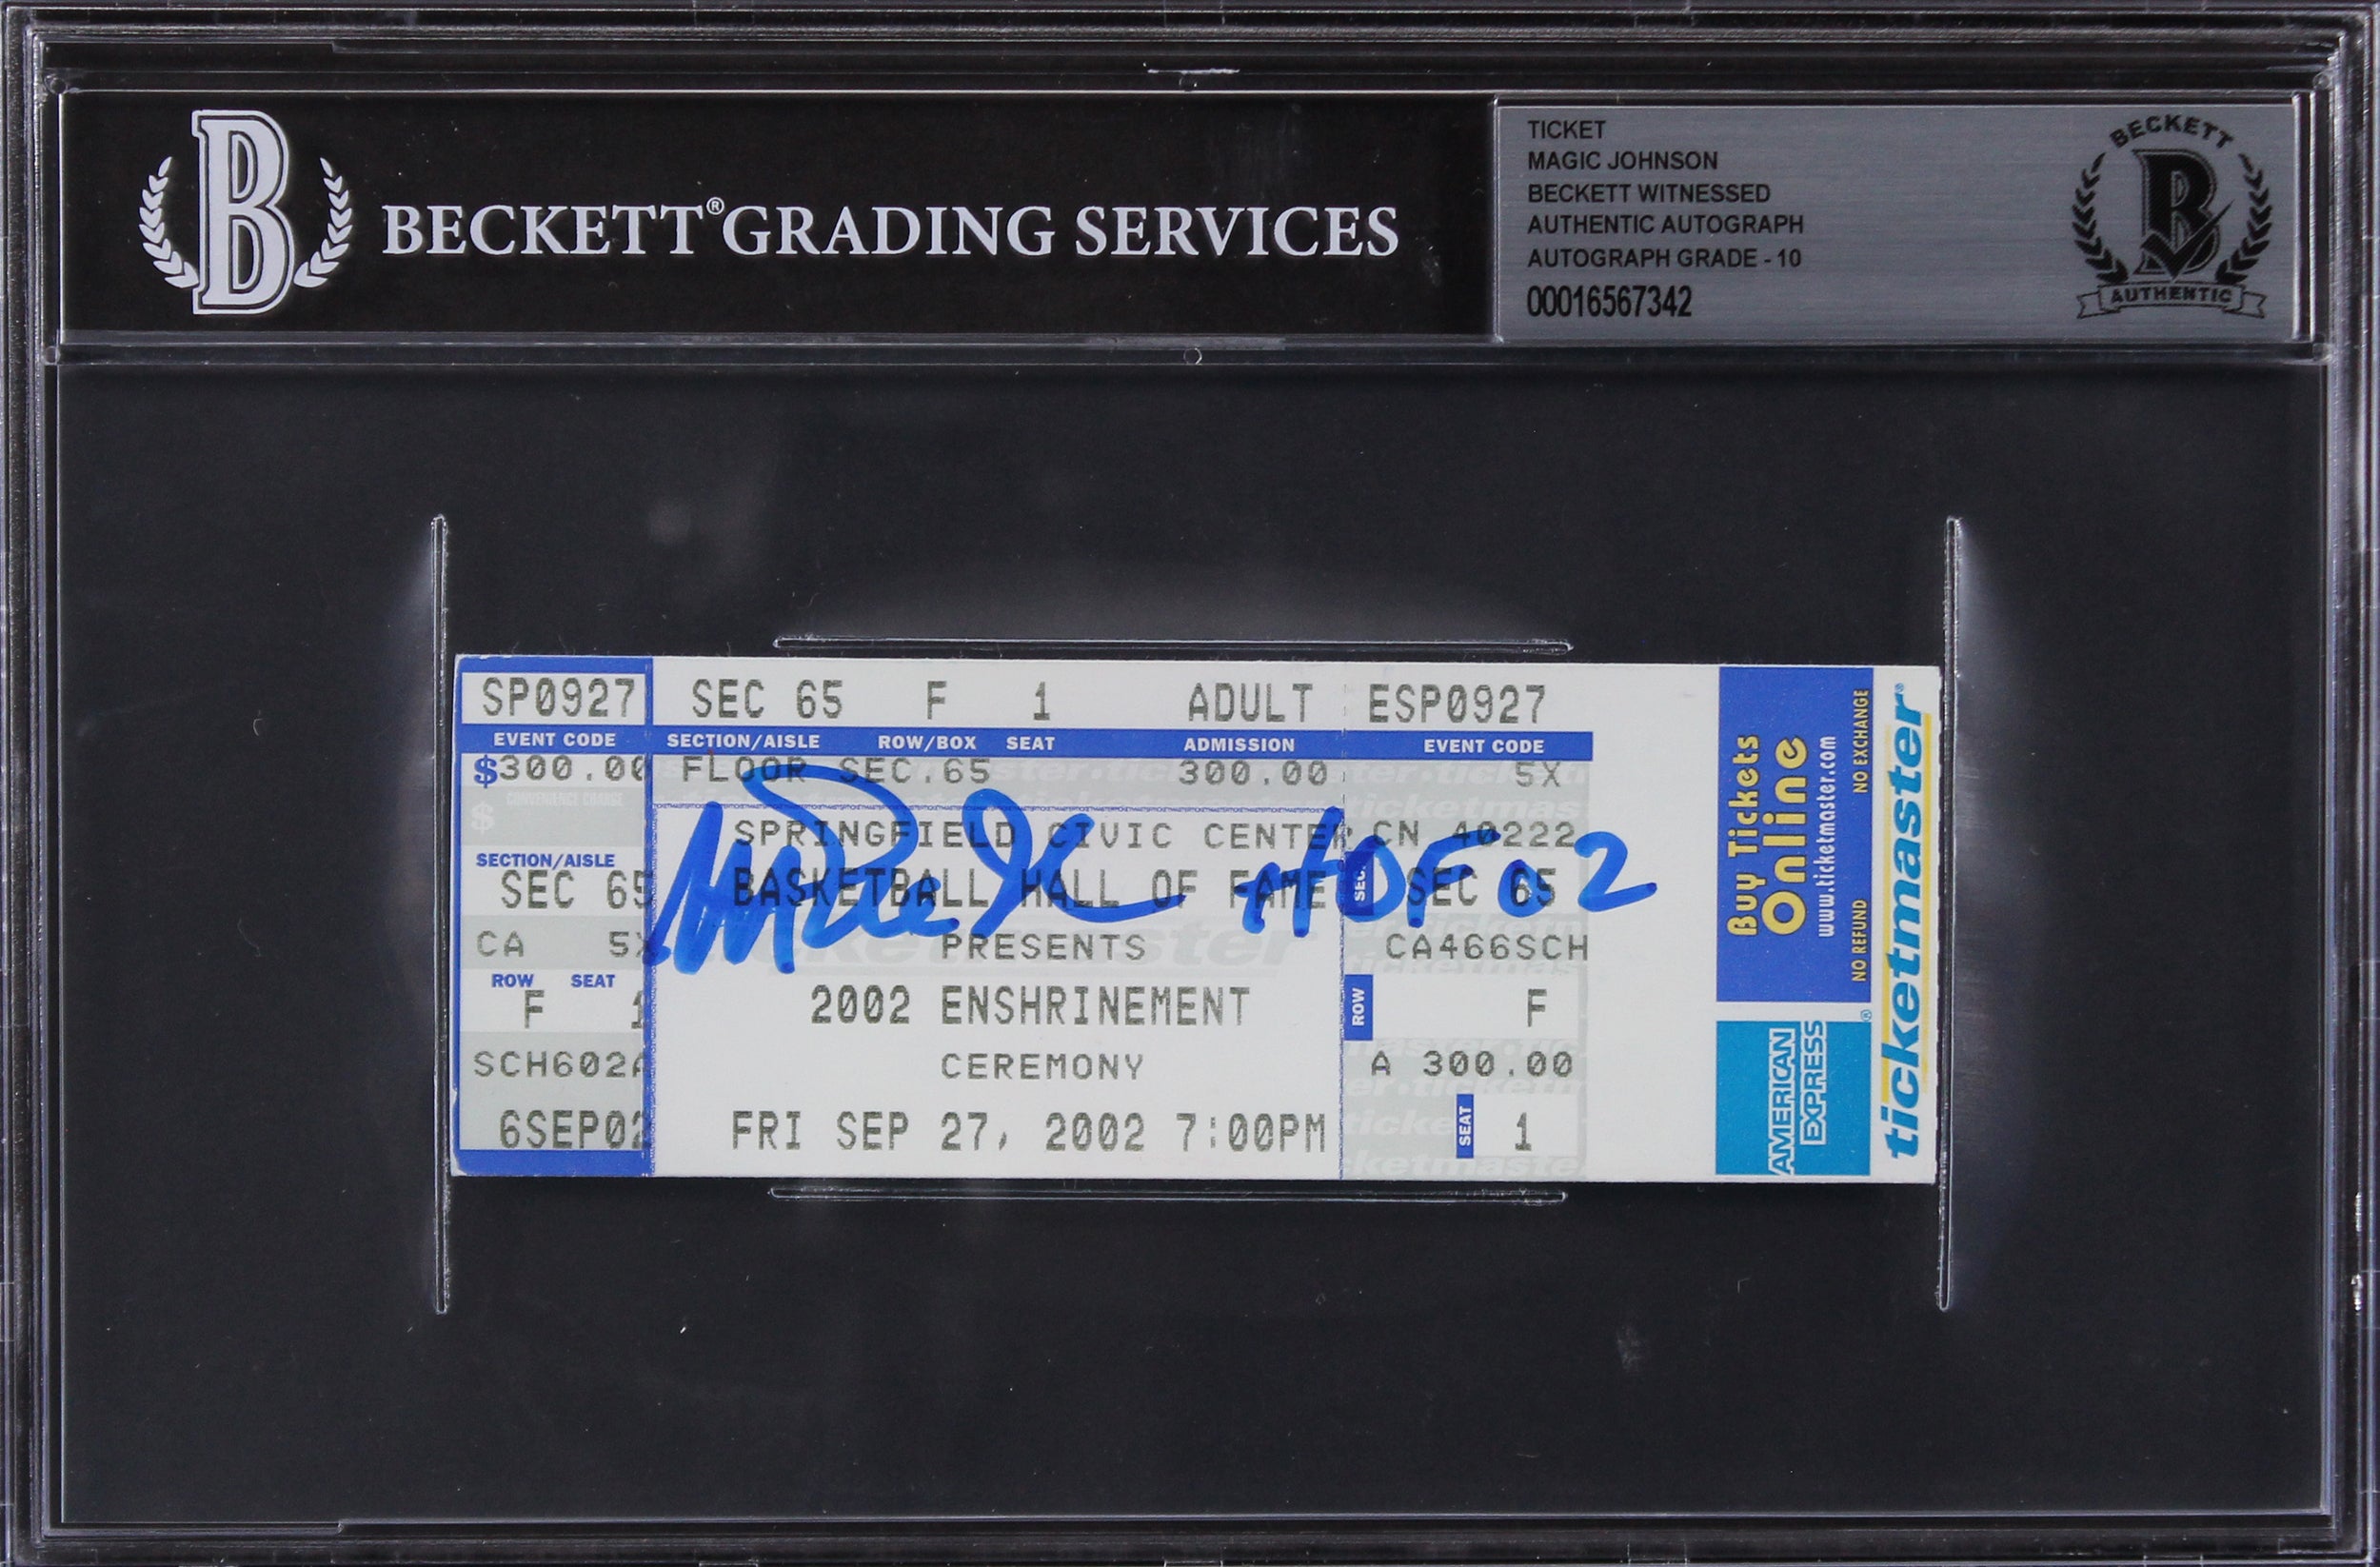 BECKETT® GRADING SERVICES
TICKET
MAGIC JOHNSON
BECKETT WITNESSED
AUTHENTIC AUTOGRAPH
AUTOGRAPH GRADE - 10
00016567342
BECKETT
B
AUTHENTIC
SP0927 SEC 65 F 1 ADULT ESP0927
EVENT CODE SECTION/AISLE ROW/BOX SEAT ADMISSION EVENT CODE
$300.00 FLOOR SEC.65 300.00 5X
$ CONVENIENCE CHARGE
SPRINGFIELD CIVIC CENTER CN 40222
SECTION/AISLE
SEC 65 BASKETBALL HALL OF FAME SEC. SEC 65
HOF 02
CA 5X PRESENTS CA466SCH
ROW SEAT
F 1 2002 ENSHRINEMENT ROW F
SCH602A CEREMONY A 300.00
6SEP02 FRI SEP 27, 2002 7:00PM SEAT 1
Buy Tickets
Online
www.ticketmaster.com
NO REFUND NO EXCHANGE
AMERICAN
EXPRESS®
ticketmaster®